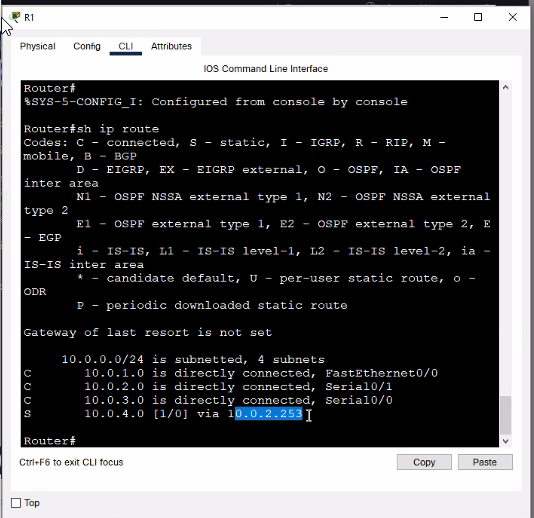 R1
Physical Config CLI Attributes
IOS Command Line Interface
Router#
%SYS-5-CONFIG_I: Configured from console by console
Router#sh ip route
Codes: C - connected, S - static, I - IGRP, R - RIP, M -
mobile, B - BGP
D - EIGRP, EX - EIGRP external, O - OSPF, IA - OSPF
inter area
N1 - OSPF NSSA external type 1, N2 - OSPF NSSA external
type 2
E1 - OSPF external type 1, E2 - OSPF external type 2, E
- EGP
i - IS-IS, L1 - IS-IS level-1, L2 - IS-IS level-2, ia -
IS-IS inter area
* - candidate default, U - per-user static route, o -
ODR
P - periodic downloaded static route
Gateway of last resort is not set
10.0.0.0/24 is subnetted, 4 subnets
C 10.0.1.0 is directly connected, FastEthernet0/0
C 10.0.2.0 is directly connected, Serial0/1
C 10.0.3.0 is directly connected, Serial0/0
S 10.0.4.0 [1/0] via 10.0.2.253
Router#
Ctrl+F6 to exit CLI focus Copy Paste
Top